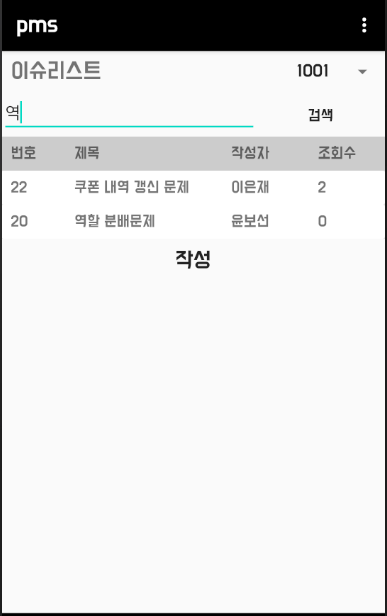 pms
이슈리스트 1001
역 검색
번호 제목 작성자 조회수
22 쿠폰 내역 갱신 문제 이은재 2
20 역할 분배문제 윤보선 0
작성